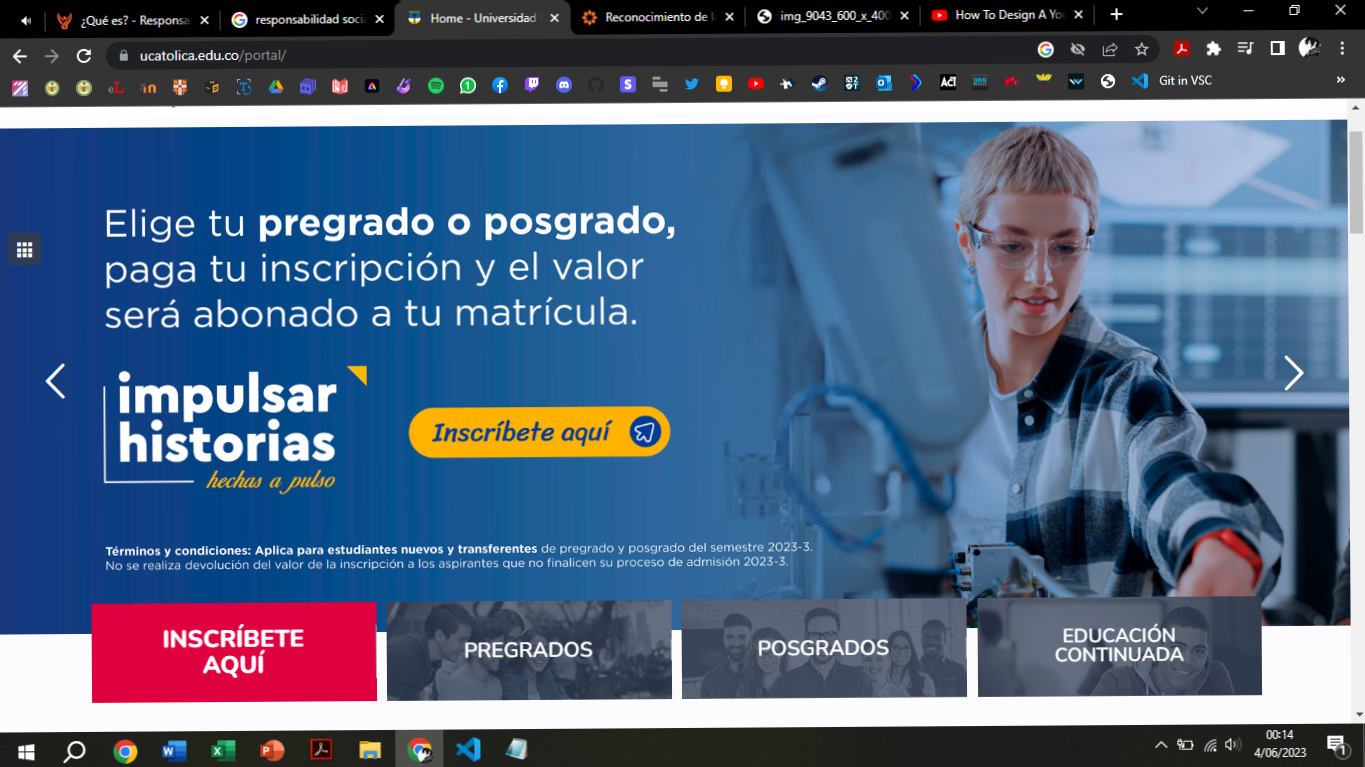 ¿Qué es? - Responsa
responsabilidad socia
Home - Universidad
Reconocimiento de la
img_9043_600_x_400
How To Design A You
ucatolica.edu.co/portal/
Git in VSC
Elige tu pregrado o posgrado,
paga tu inscripción y el valor
será abonado a tu matrícula.
impulsar
historias
hechas a pulso
Inscríbete aquí
Términos y condiciones: Aplica para estudiantes nuevos y transferentes de pregrado y posgrado del semestre 2023-3.
No se realiza devolución del valor de la inscripción a los aspirantes que no finalicen su proceso de admisión 2023-3.
INSCRÍBETE
AQUÍ
PREGRADOS
POSGRADOS
EDUCACIÓN
CONTINUADA
00:14
4/06/2023
1